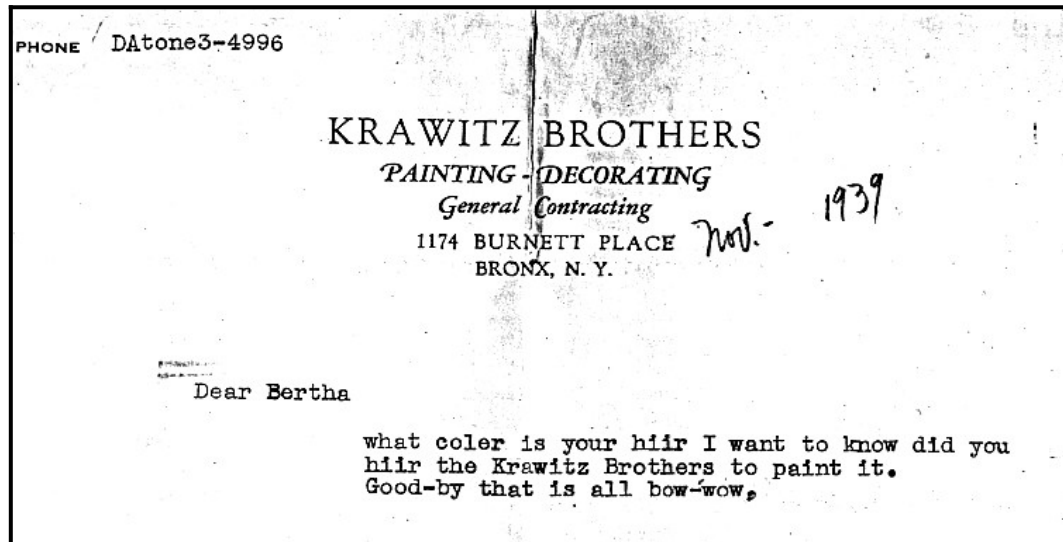 PHONE DAtone3-4996
KRAWITZ BROTHERS
PAINTING - DECORATING
General Contracting
1174 BURNETT PLACE
BRONX, N. Y.
Nov.- 1939
Dear Bertha
what coler is your hiir I want to know did you
hiir the Krawitz Brothers to paint it.
Good-by that is all bow-wow.